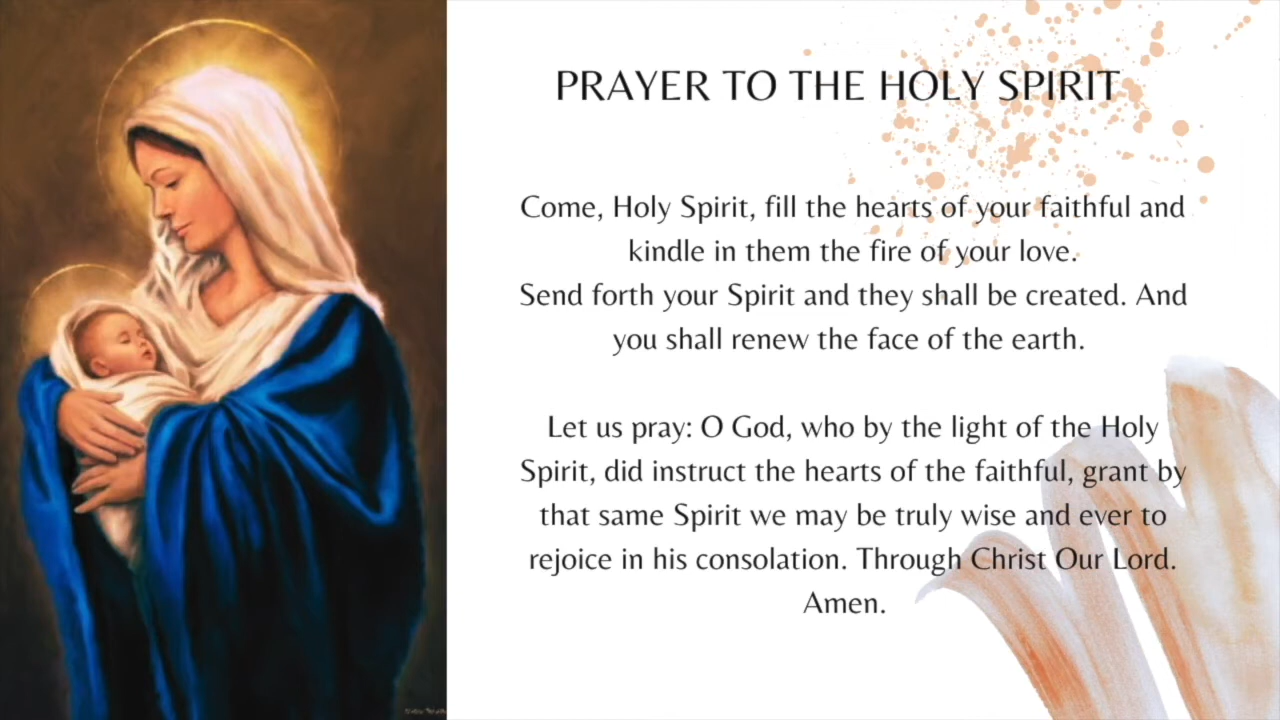 PRAYER TO THE HOLY SPIRIT
Come, Holy Spirit, fill the hearts of your faithful and
kindle in them the fire of your love.
Send forth your Spirit and they shall be created. And
you shall renew the face of the earth.
Let us pray: O God, who by the light of the Holy
Spirit, did instruct the hearts of the faithful, grant by
that same Spirit we may be truly wise and ever to
rejoice in his consolation. Through Christ Our Lord.
Amen.